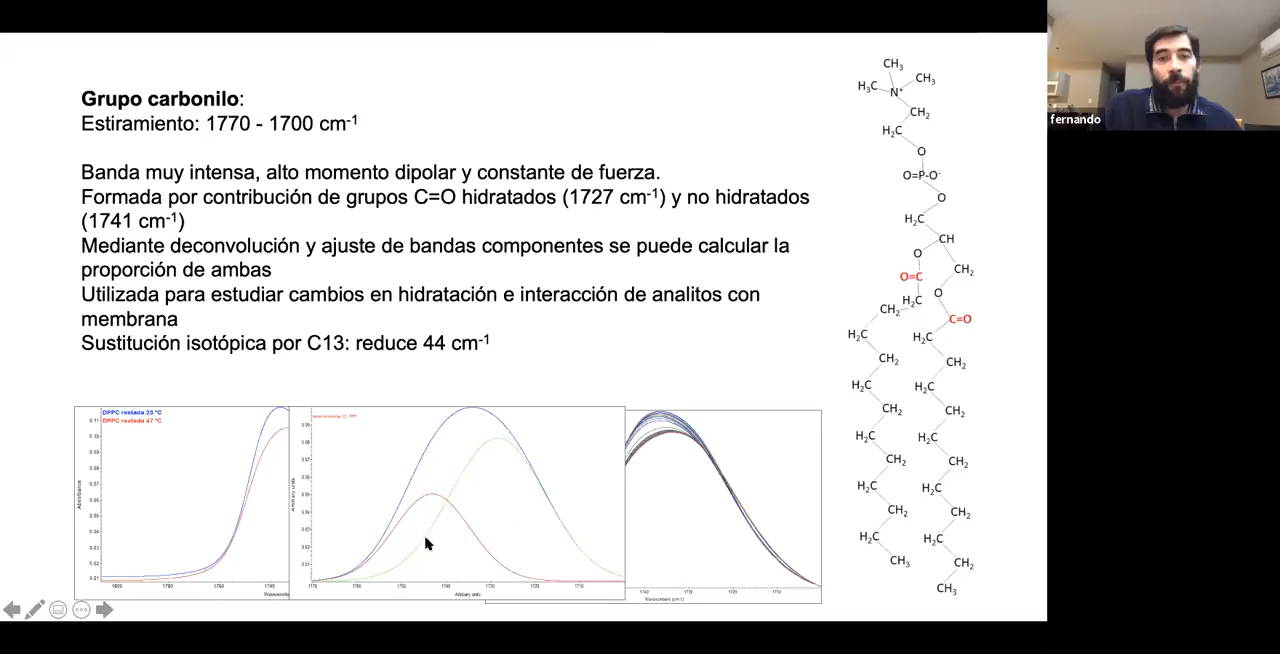 Grupo carbonilo:
Estiramiento: 1770 - 1700 cm-1
Banda muy intensa, alto momento dipolar y constante de fuerza.
Formada por contribución de grupos C=O hidratados (1727 cm-1) y no hidratados
(1741 cm-1)
Mediante deconvolución y ajuste de bandas componentes se puede calcular la
proporción de ambas
Utilizada para estudiar cambios en hidratación e interacción de analitos con
membrana
Sustitución isotópica por C13: reduce 44 cm-1
DPPC restada 25 °C
DPPC restada 47 °C
Absorbance
Arbitrary units
Arbitrary units
Wavenumbers (cm-1)
fernando
CH3
H3C
N+
CH3
CH2
H2C
O
O=P-O-
O
H2C
CH
O
CH2
O=C
O
H2C
CH2
C=O
H2C
H2C
CH2
CH2
H2C
H2C
CH2
CH2
H2C
H2C
CH2
CH2
H2C
H2C
CH2
CH2
H2C
H2C
CH3
CH2
CH3